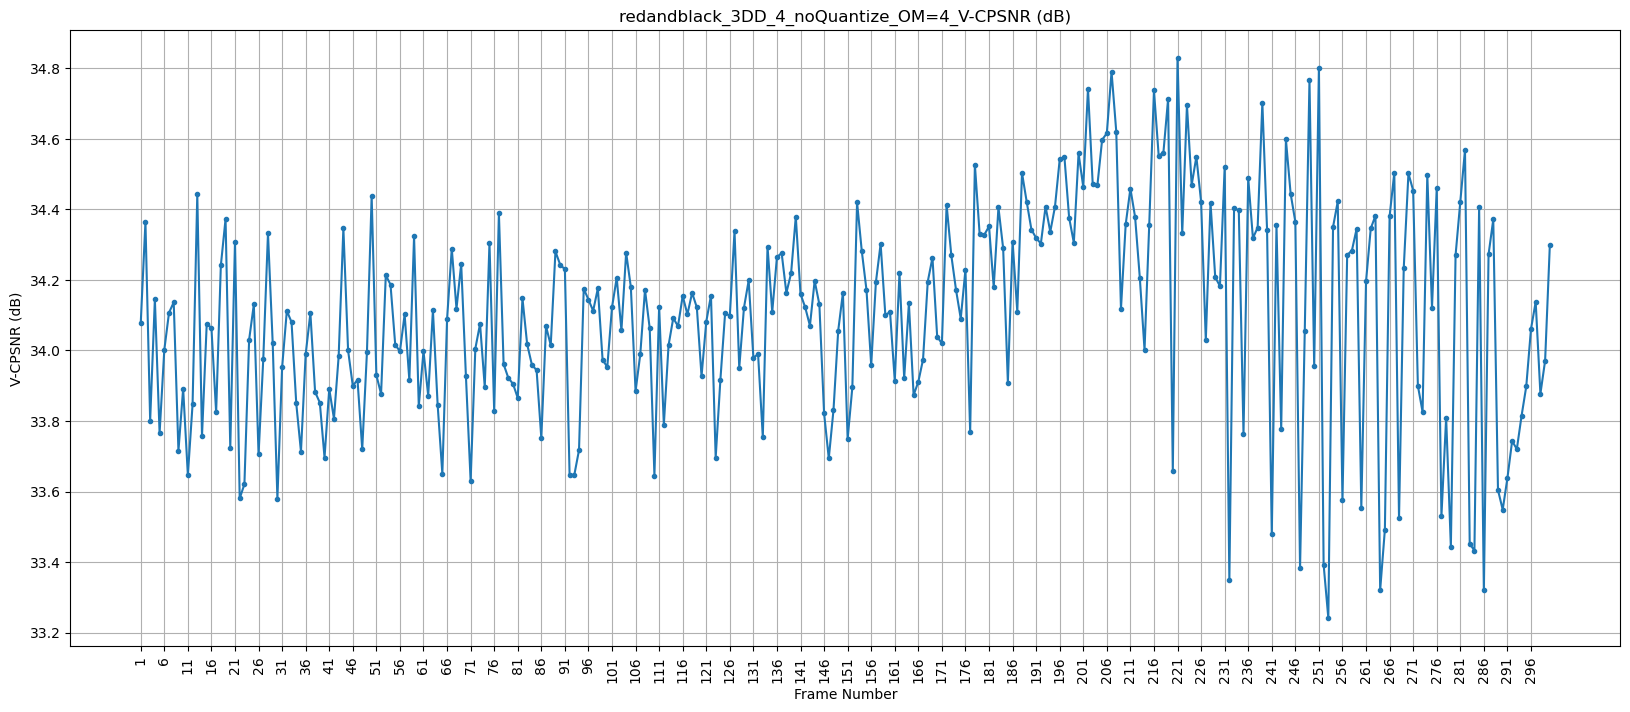 redandblack_3DD_4_noQuantize_OM=4_V-CPSNR (dB)
V-CPSNR (dB)
34.8
34.6
34.4
34.2
34.0
33.8
33.6
33.4
33.2
1 6 11 16 21 26 31 36 41 46 51 56 61 66 71 76 81 86 91 96 101 106 111 116 121 126 131 136 141 146 151 156 161 166 171 176 181 186 191 196 201 206 211 216 221 226 231 236 241 246 251 256 261 266 271 276 281 286 291 296
Frame Number